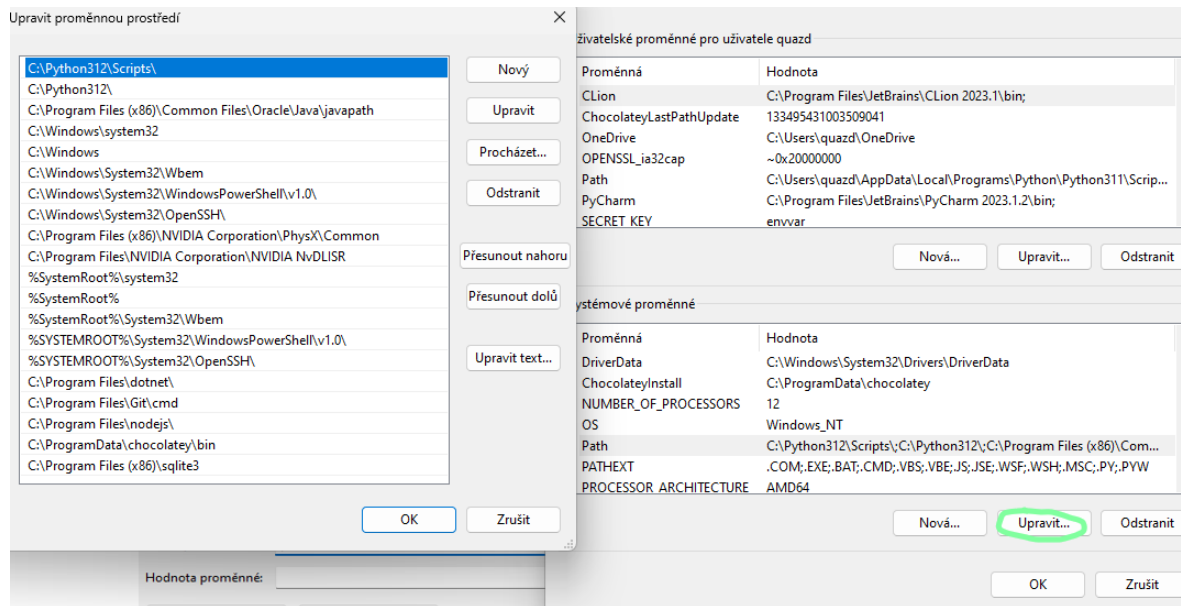 Upravit proměnnou prostředí
C:\Python312\Scripts\
C:\Python312\
C:\Program Files (x86)\Common Files\Oracle\Java\javapath
C:\Windows\system32
C:\Windows
C:\Windows\System32\Wbem
C:\Windows\System32\WindowsPowerShell\v1.0\
C:\Windows\System32\OpenSSH\
C:\Program Files (x86)\NVIDIA Corporation\PhysX\Common
C:\Program Files\NVIDIA Corporation\NVIDIA NvDLISR
%SystemRoot%\system32
%SystemRoot%
%SystemRoot%\System32\Wbem
%SYSTEMROOT%\System32\WindowsPowerShell\v1.0\
%SYSTEMROOT%\System32\OpenSSH\
C:\Program Files\dotnet\
C:\Program Files\Git\cmd
C:\Program Files\nodejs\
C:\ProgramData\chocolatey\bin
C:\Program Files (x86)\sqlite3
Nový
Upravit
Procházet...
Odstranit
Přesunout nahoru
Přesunout dolů
Upravit text...
OK Zrušit
Hodnota proměnné:
živatelské proměnné pro uživatele quazd
Proměnná Hodnota
CLion C:\Program Files\JetBrains\CLion 2023.1\bin;
ChocolateyLastPathUpdate 133495431003509041
OneDrive C:\Users\quazd\OneDrive
OPENSSL_ia32cap ~0x20000000
Path C:\Users\quazd\AppData\Local\Programs\Python\Python311\Scrip...
PyCharm C:\Program Files\JetBrains\PyCharm 2023.1.2\bin;
SECRET KEY envvar
Nová... Upravit... Odstranit
ystémové proměnné
Proměnná Hodnota
DriverData C:\Windows\System32\Drivers\DriverData
ChocolateyInstall C:\ProgramData\chocolatey
NUMBER_OF_PROCESSORS 12
OS Windows_NT
Path C:\Python312\Scripts\;C:\Python312\;C:\Program Files (x86)\Com...
PATHEXT .COM;.EXE;.BAT;.CMD;.VBS;.VBE;.JS;.JSE;.WSF;.WSH;.MSC;.PY;.PYW
PROCESSOR_ARCHITECTURE AMD64
Nová... Upravit... Odstranit
OK Zrušit